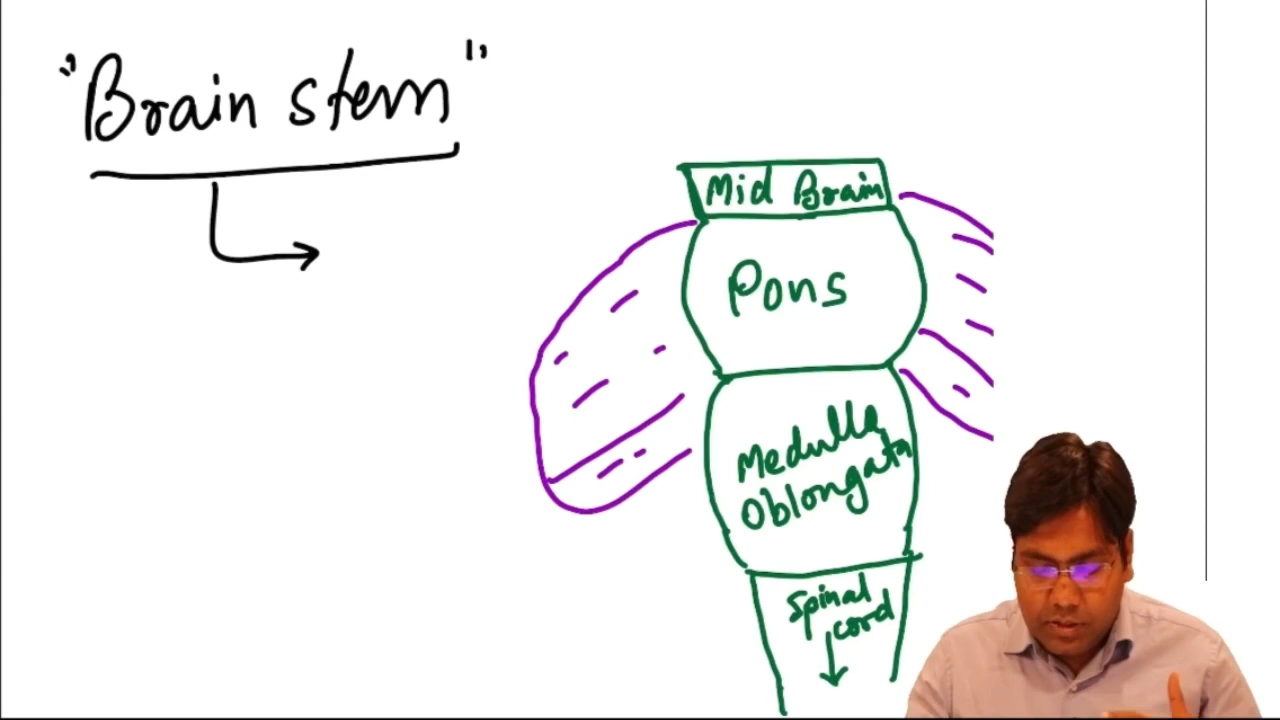 "Brain stem"
Mid Brain
Pons
Medulla
Oblongata
Spinal
cord